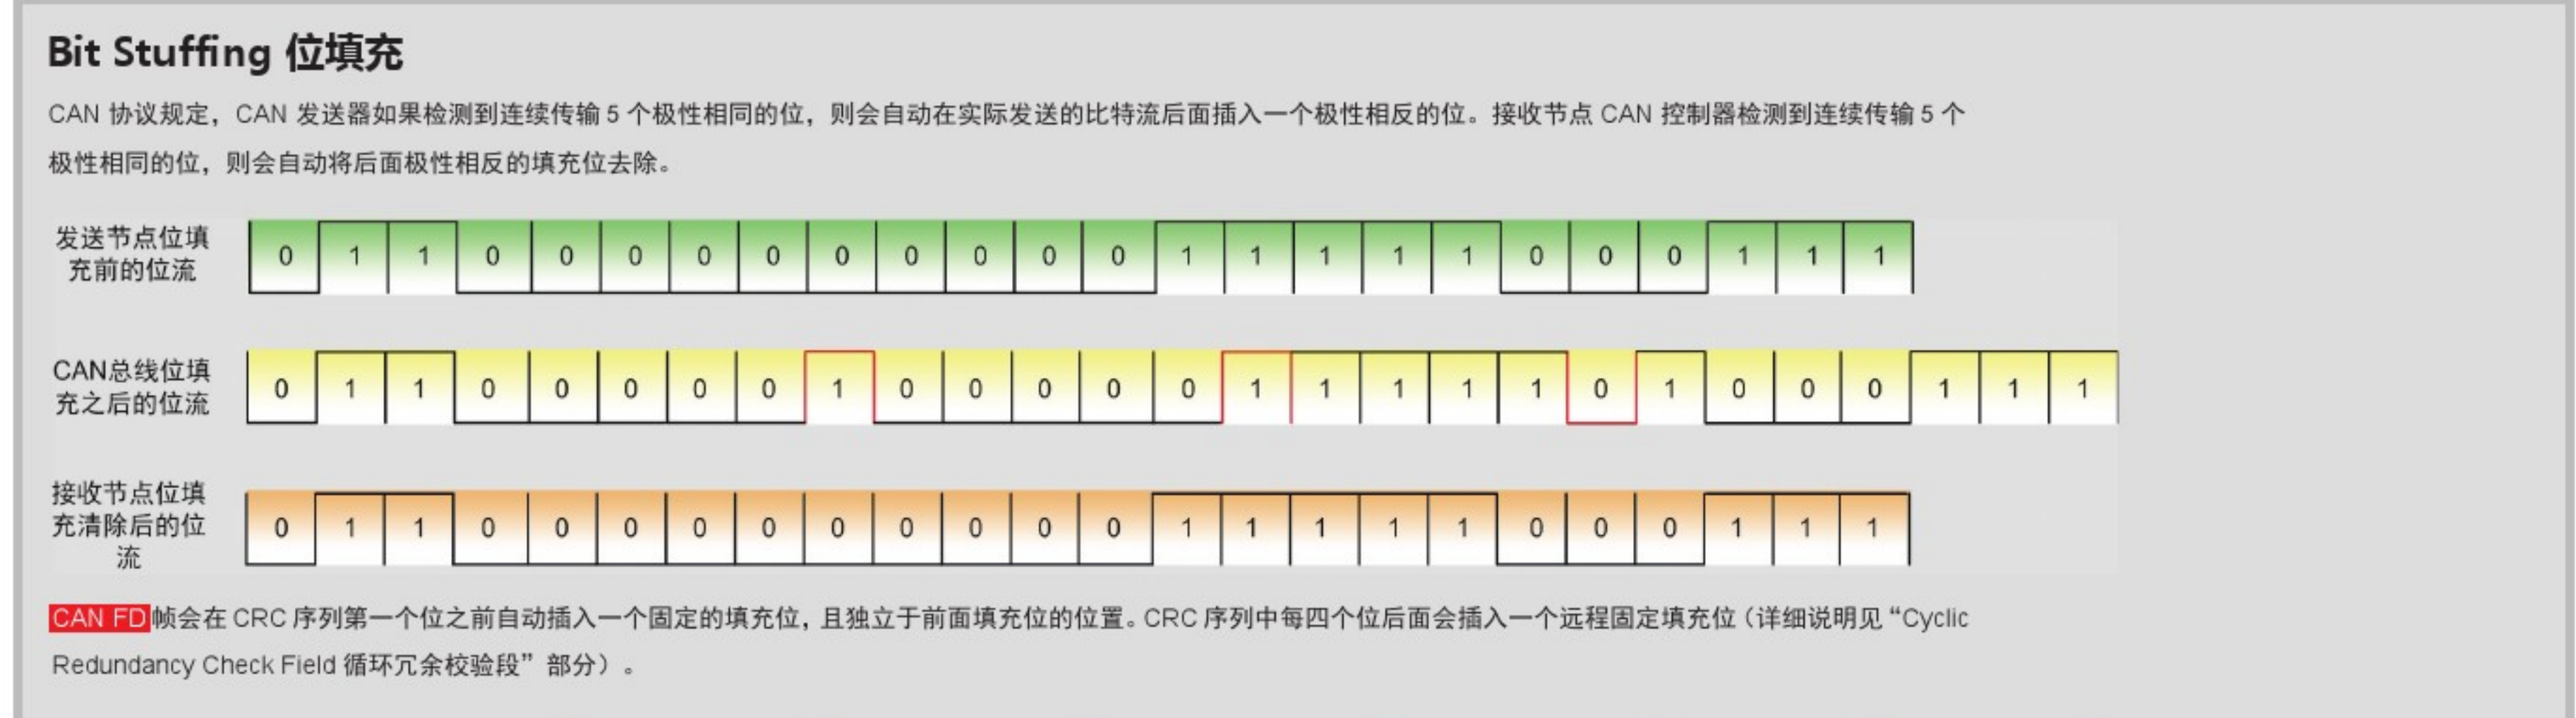 Bit Stuffing 位填充
CAN 协议规定，CAN 发送器如果检测到连续传输 5 个极性相同的位，则会自动在实际发送的比特流后面插入一个极性相反的位。接收节点 CAN 控制器检测到连续传输 5 个
极性相同的位，则会自动将后面极性相反的填充位去除。
发送节点位填
充前的位流
0 1 1 0 0 0 0 0 0 0 0 0 0 1 1 1 1 1 0 0 0 1 1 1
CAN总线位填
充之后的位流
0 1 1 0 0 0 0 0 1 0 0 0 0 0 1 1 1 1 1 0 1 0 0 0 1 1 1
接收节点位填
充清除后的位
流
0 1 1 0 0 0 0 0 0 0 0 0 0 1 1 1 1 1 0 0 0 1 1 1
CAN FD 帧会在 CRC 序列第一个位之前自动插入一个固定的填充位，且独立于前面填充位的位置。CRC 序列中每四个位后面会插入一个远程固定填充位（详细说明见“Cyclic
Redundancy Check Field 循环冗余校验段”部分）。